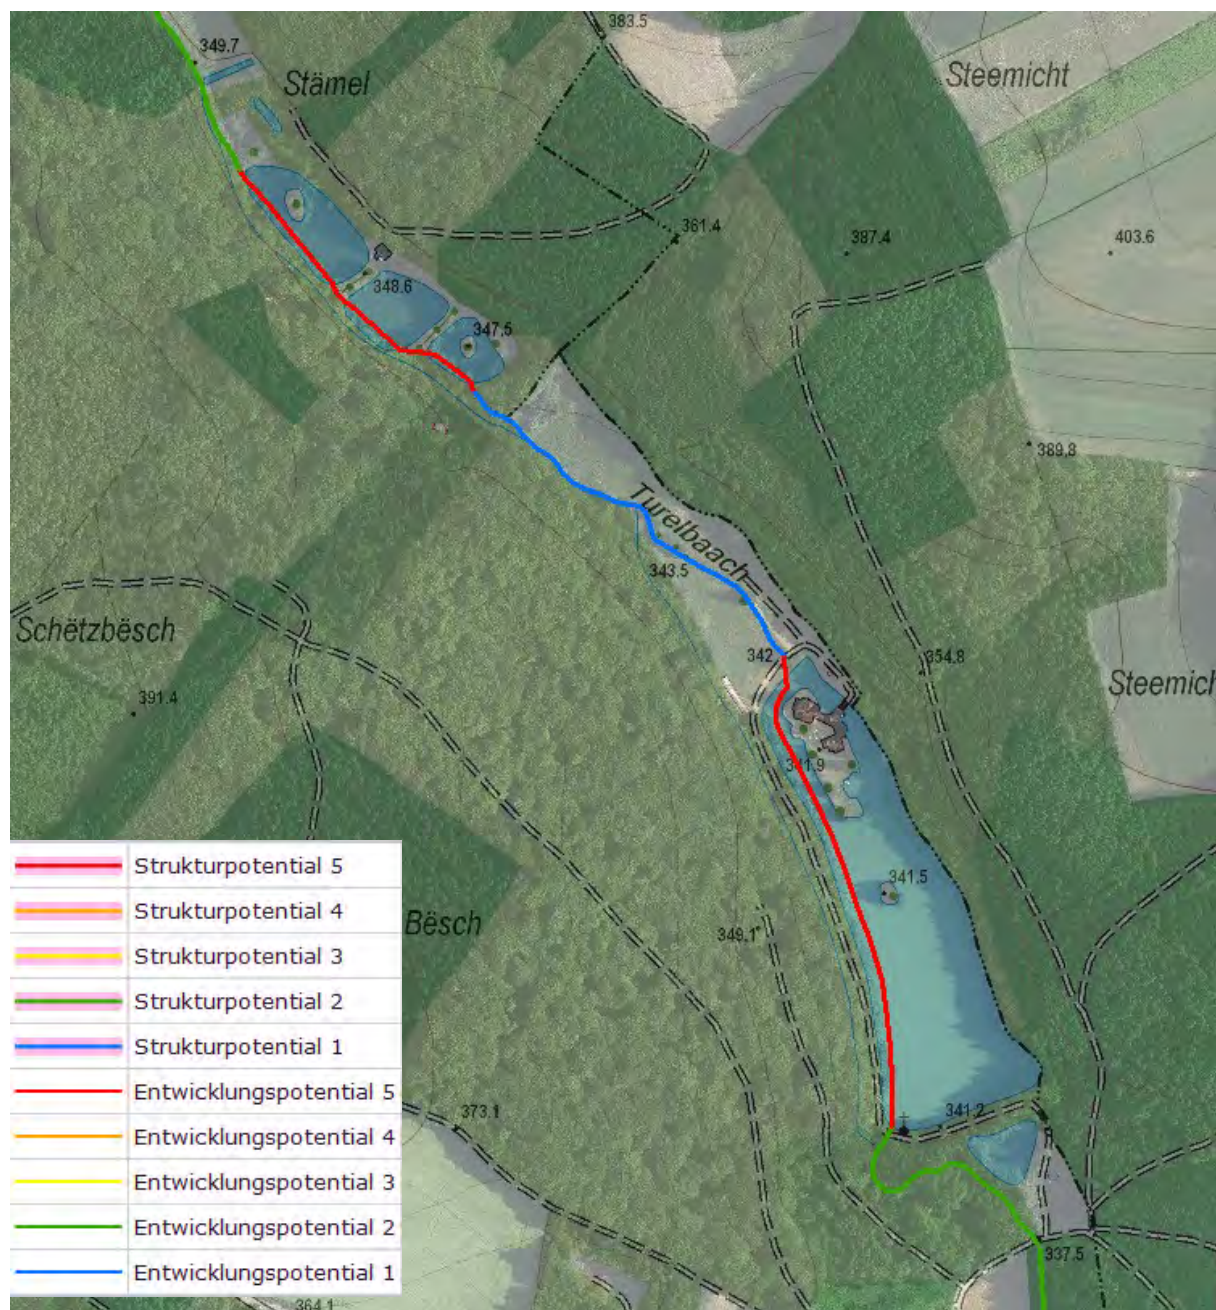 383.5
349.7
Stämel
Steemicht
361.4
387.4
403.6
348.6
347.5
389.8
Turelbaach
343.5
Schëtzbësch
342
354.8
391.4
Steemich
341.9
341.5
Bësch
349.1
373.1
341.2
337.5
364.1
Strukturpotential 5
Strukturpotential 4
Strukturpotential 3
Strukturpotential 2
Strukturpotential 1
Entwicklungspotential 5
Entwicklungspotential 4
Entwicklungspotential 3
Entwicklungspotential 2
Entwicklungspotential 1